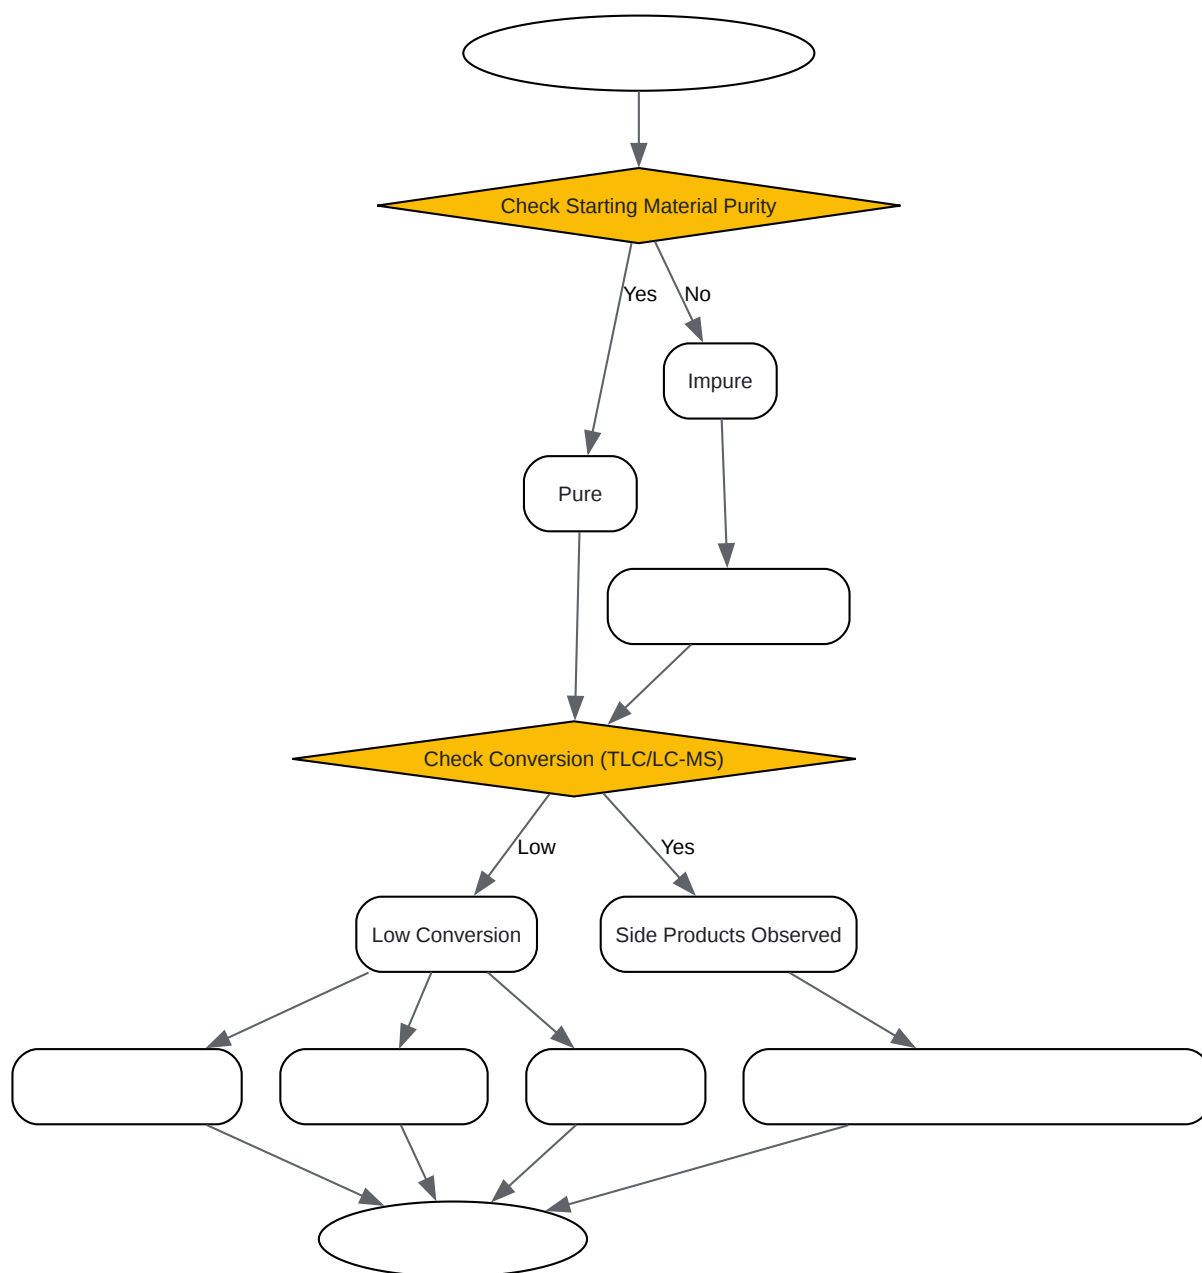 Check Starting Material Purity
Yes
No
Impure
Pure
Check Conversion (TLC/LC-MS)
Low
Yes
Low Conversion
Side Products Observed